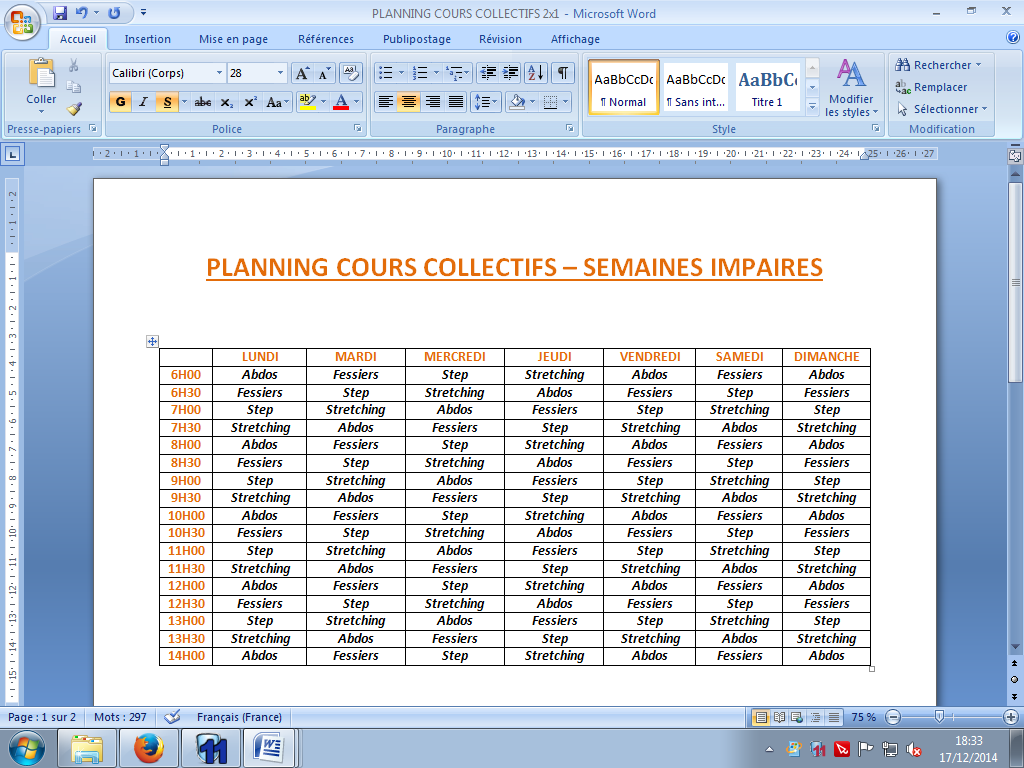 PLANNING COURS COLLECTIFS 2x1 - Microsoft Word
Accueil Insertion Mise en page Références Publipostage Révision Affichage
Calibri (Corps) 28 AaBbCcDc AaBbCcDc AaBbCc Rechercher
Coller G I S abc x₂ x² Aa ab A ¶ Normal ¶ Sans int... Titre 1 Modifier les styles Remplacer
Sélectionner
Presse-papiers Police Paragraphe Style Modification
PLANNING COURS COLLECTIFS – SEMAINES IMPAIRES
LUNDI MARDI MERCREDI JEUDI VENDREDI SAMEDI DIMANCHE
6H00 Abdos Fessiers Step Stretching Abdos Fessiers Abdos
6H30 Fessiers Step Stretching Abdos Fessiers Step Fessiers
7H00 Step Stretching Abdos Fessiers Step Stretching Step
7H30 Stretching Abdos Fessiers Step Stretching Abdos Stretching
8H00 Abdos Fessiers Step Stretching Abdos Fessiers Abdos
8H30 Fessiers Step Stretching Abdos Fessiers Step Fessiers
9H00 Step Stretching Abdos Fessiers Step Stretching Step
9H30 Stretching Abdos Fessiers Step Stretching Abdos Stretching
10H00 Abdos Fessiers Step Stretching Abdos Fessiers Abdos
10H30 Fessiers Step Stretching Abdos Fessiers Step Fessiers
11H00 Step Stretching Abdos Fessiers Step Stretching Step
11H30 Stretching Abdos Fessiers Step Stretching Abdos Stretching
12H00 Abdos Fessiers Step Stretching Abdos Fessiers Abdos
12H30 Fessiers Step Stretching Abdos Fessiers Step Fessiers
13H00 Step Stretching Abdos Fessiers Step Stretching Step
13H30 Stretching Abdos Fessiers Step Stretching Abdos Stretching
14H00 Abdos Fessiers Step Stretching Abdos Fessiers Abdos
Page : 1 sur 2 Mots : 297 Français (France) 75 %
18:33
17/12/2014